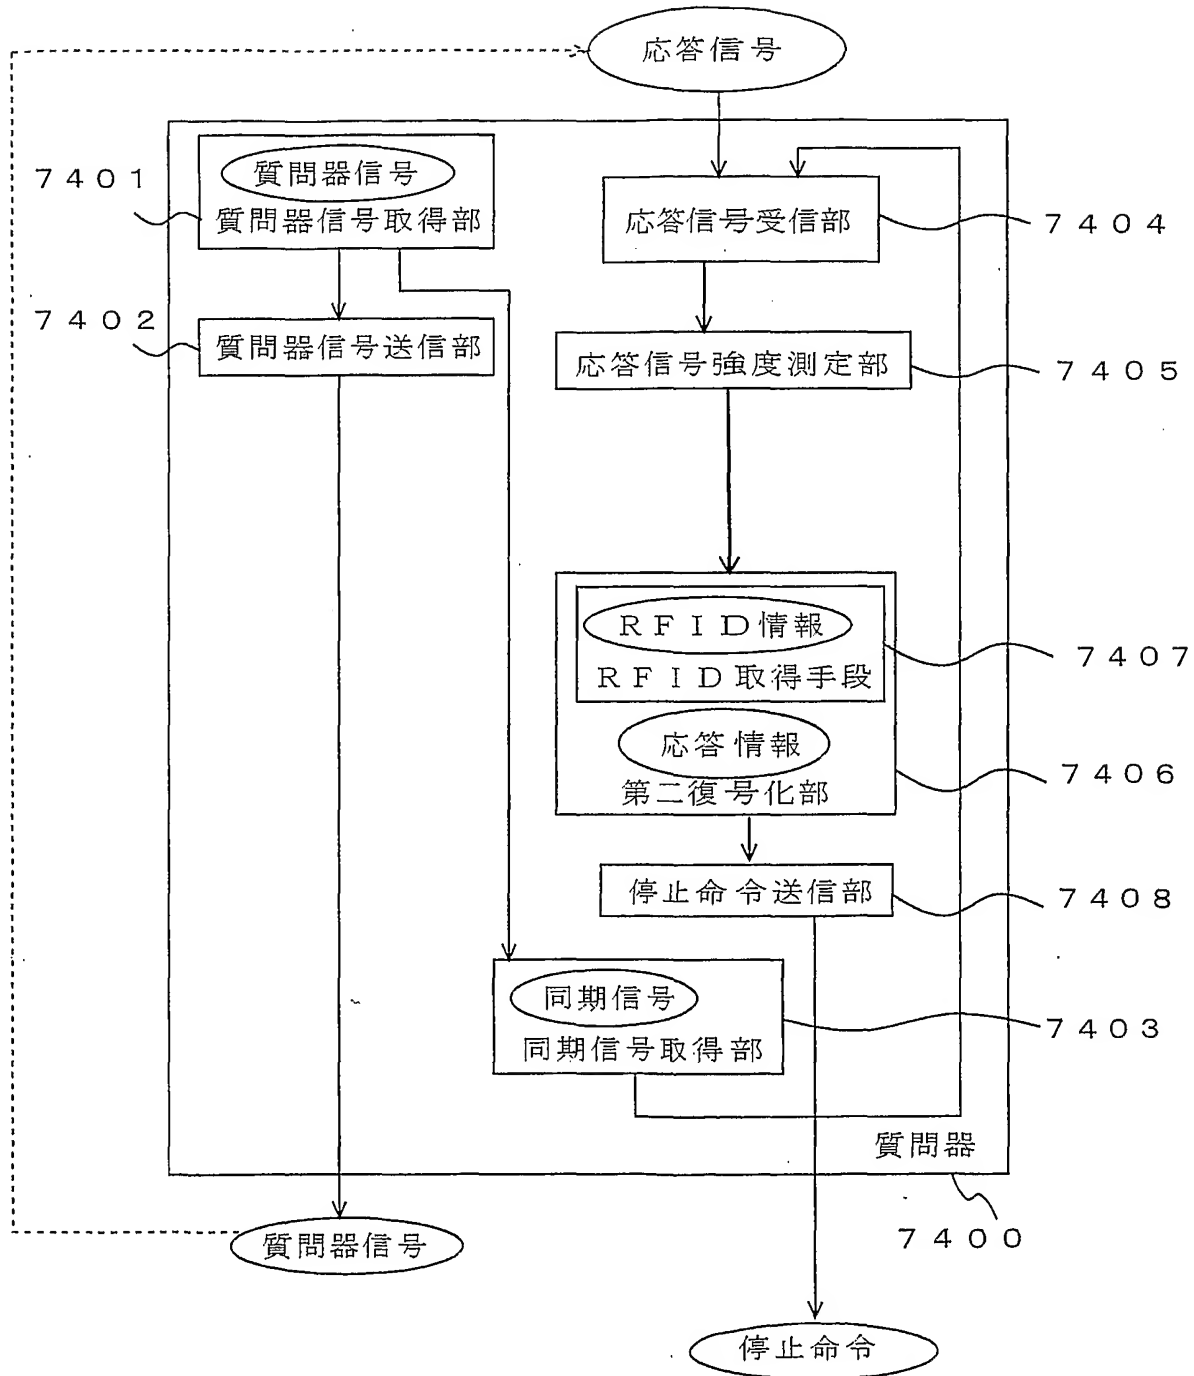 応答信号
7401
質問器信号
質問器信号取得部
応答信号受信部
7404
7402
質問器信号送信部
応答信号強度測定部
7405
RFID情報
RFID取得手段
7407
応答情報
第二復号化部
7406
停止命令送信部
7408
同期信号
同期信号取得部
7403
質問器
7400
質問器信号
停止命令